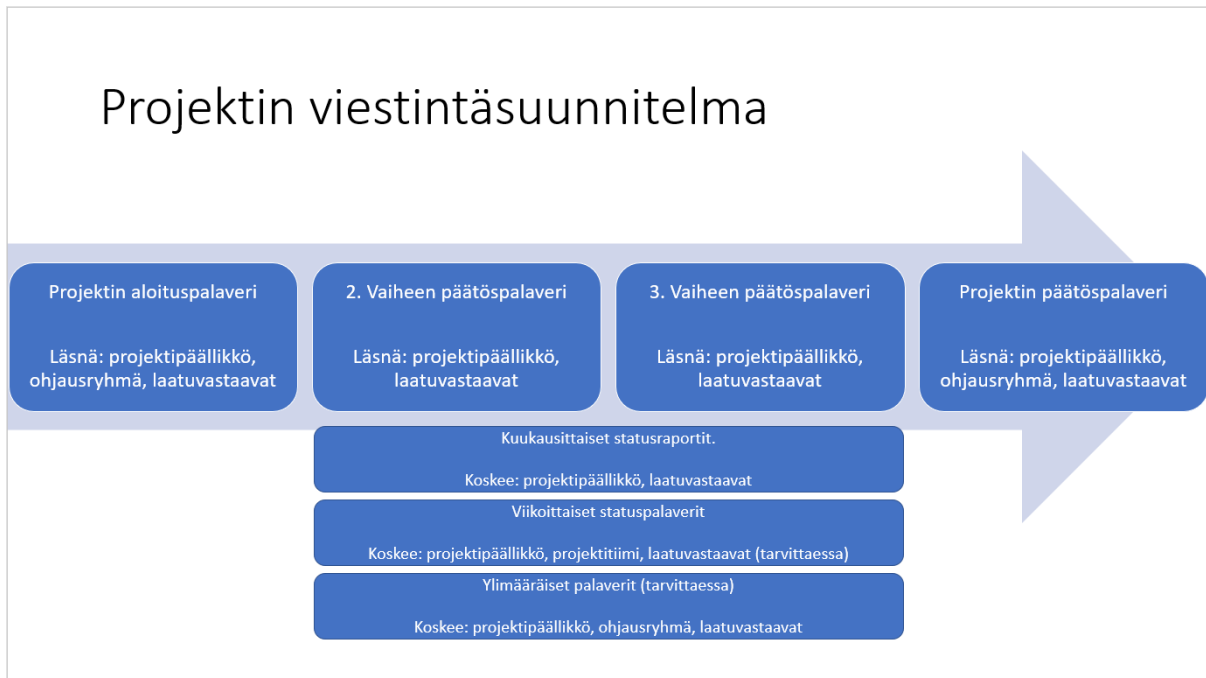 Projektin viestintäsuunnitelma
Projektin aloituspalaveri
Läsnä: projektipäällikkö,
ohjausryhmä, laatuvastaavat
2. Vaiheen päätöspalaveri
Läsnä: projektipäällikkö,
laatuvastaavat
3. Vaiheen päätöspalaveri
Läsnä: projektipäällikkö,
laatuvastaavat
Projektin päätöspalaveri
Läsnä: projektipäällikkö,
ohjausryhmä, laatuvastaavat
Kuukausittaiset statusraportit.
Koskee: projektipäällikkö, laatuvastaavat
Viikoittaiset statuspalaverit
Koskee: projektipäällikkö, projektitiimi, laatuvastaavat (tarvittaessa)
Ylimääräiset palaverit (tarvittaessa)
Koskee: projektipäällikkö, ohjausryhmä, laatuvastaavat